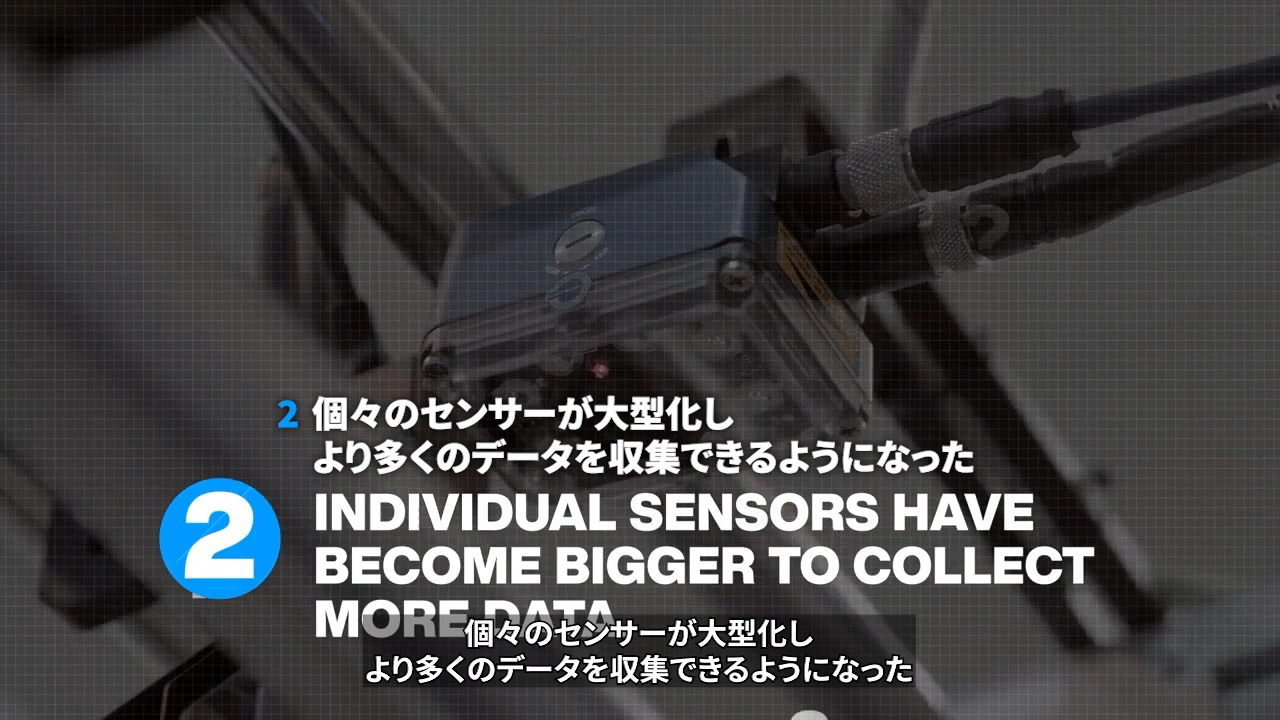 2 個々のセンサーが大型化し
より多くのデータを収集できるようになった
2
INDIVIDUAL SENSORS HAVE
BECOME BIGGER TO COLLECT
MORE DATA
個々のセンサーが大型化し
より多くのデータを収集できるようになった